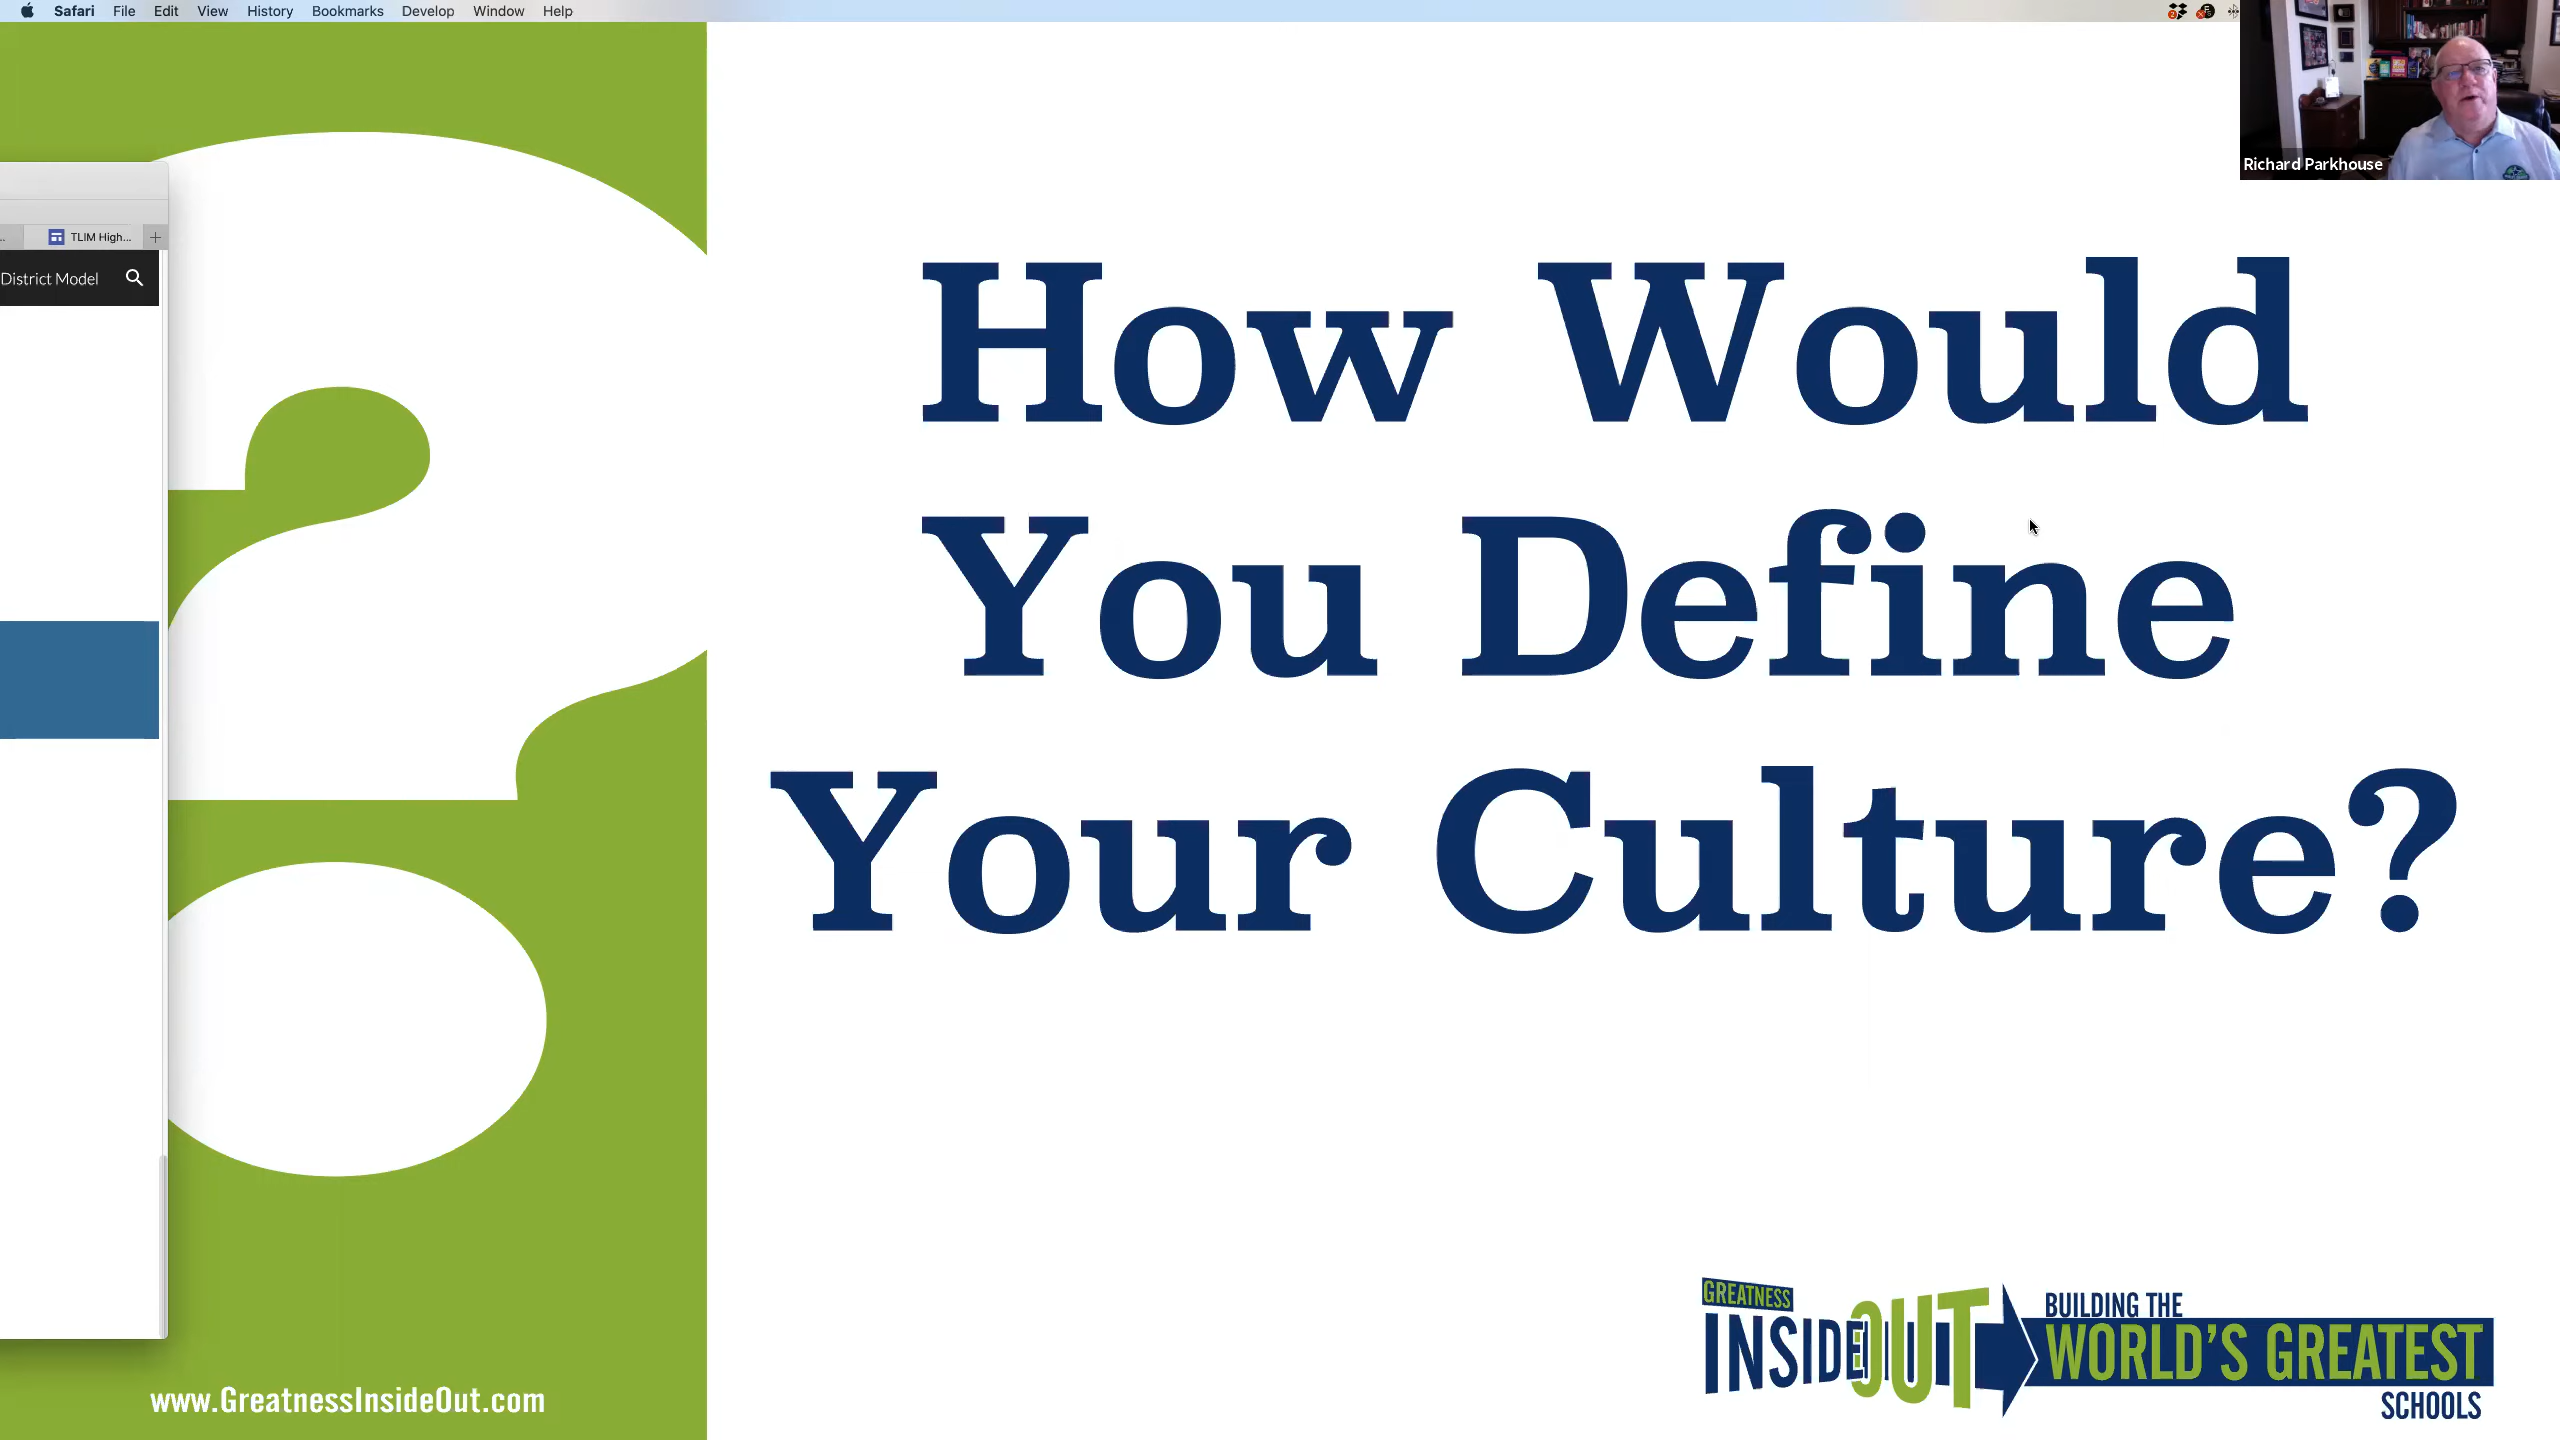 Safari File Edit View History Bookmarks Develop Window Help
Richard Parkhouse
TLIM High...
District Model
How Would
You Define
Your Culture?
www.GreatnessInsideOut.com
GREATNESS
INSIDE OUT
BUILDING THE
WORLD'S GREATEST
SCHOOLS